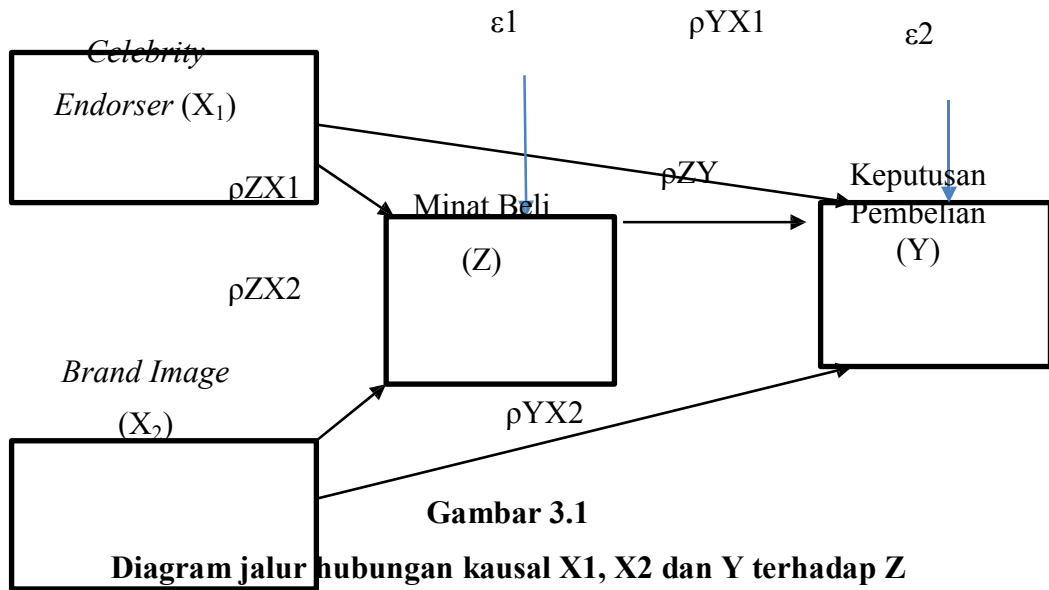 ε1
ρYX1
ε2
Celebrity
Endorser (X₁)
ρZX1
ρZY
Keputusan
Pembelian
(Y)
Minat Beli
(Z)
ρZX2
Brand Image
(X₂)
ρYX2
Gambar 3.1
Diagram jalur hubungan kausal X1, X2 dan Y terhadap Z